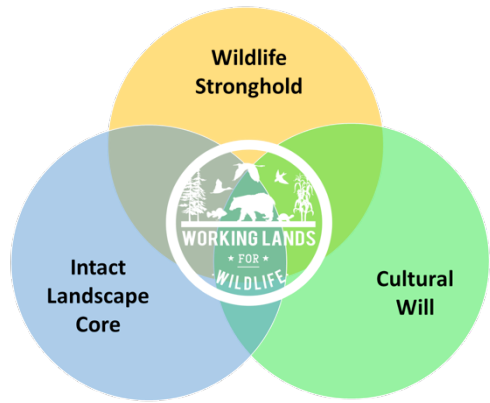 Wildlife
Stronghold
WORKING LANDS
FOR
WILDLIFE
Intact
Landscape
Core
Cultural
Will